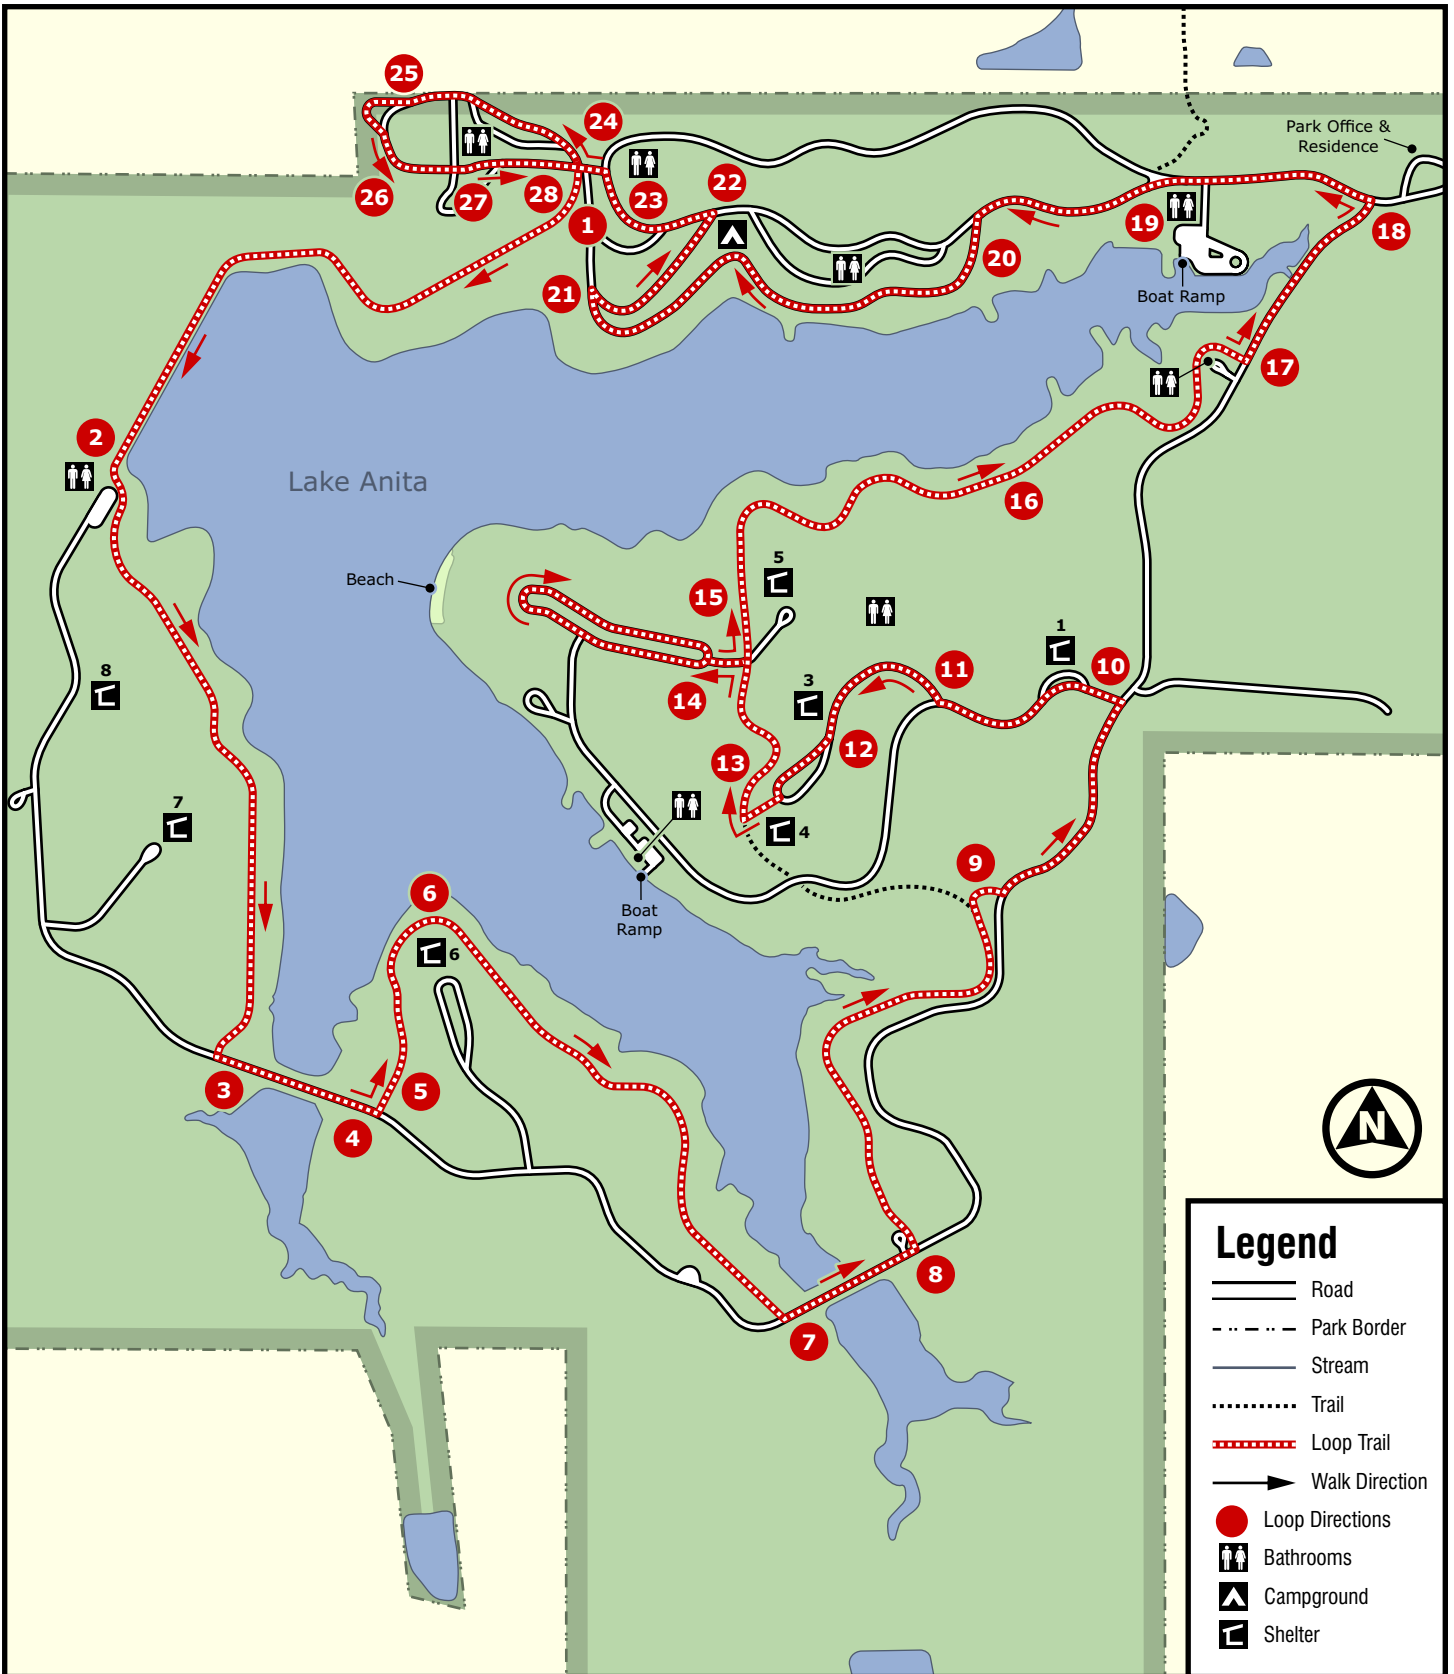 25
24
Park Office &
Residence
22
26
27
28
23
1
19
18
20
21
Boat Ramp
17
2
Lake Anita
16
5
Beach
15
1
11
10
8
3
14
12
13
7
4
9
6
Boat
Ramp
6
3
5
4
8
7
N
Legend
Road
Park Border
Stream
Trail
Loop Trail
Walk Direction
Loop Directions
Bathrooms
Campground
Shelter